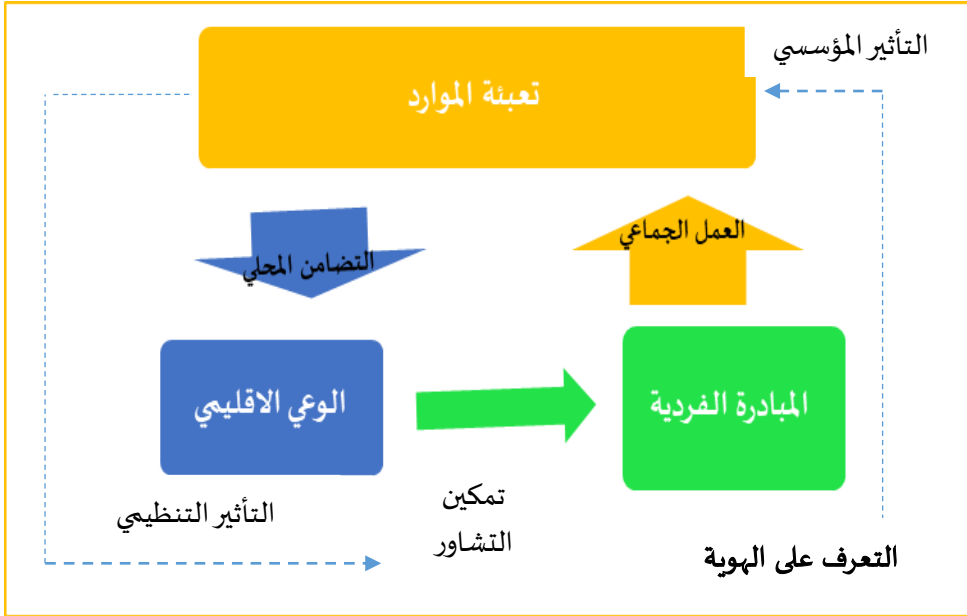 التأثير المؤسسي
تعبئة الموارد
العمل الجماعي
التضامن المحلي
المبادرة الفردية
الوعي الاقليمي
تمكين
التشاور
التأثير التنظيمي
التعرف على الهوية